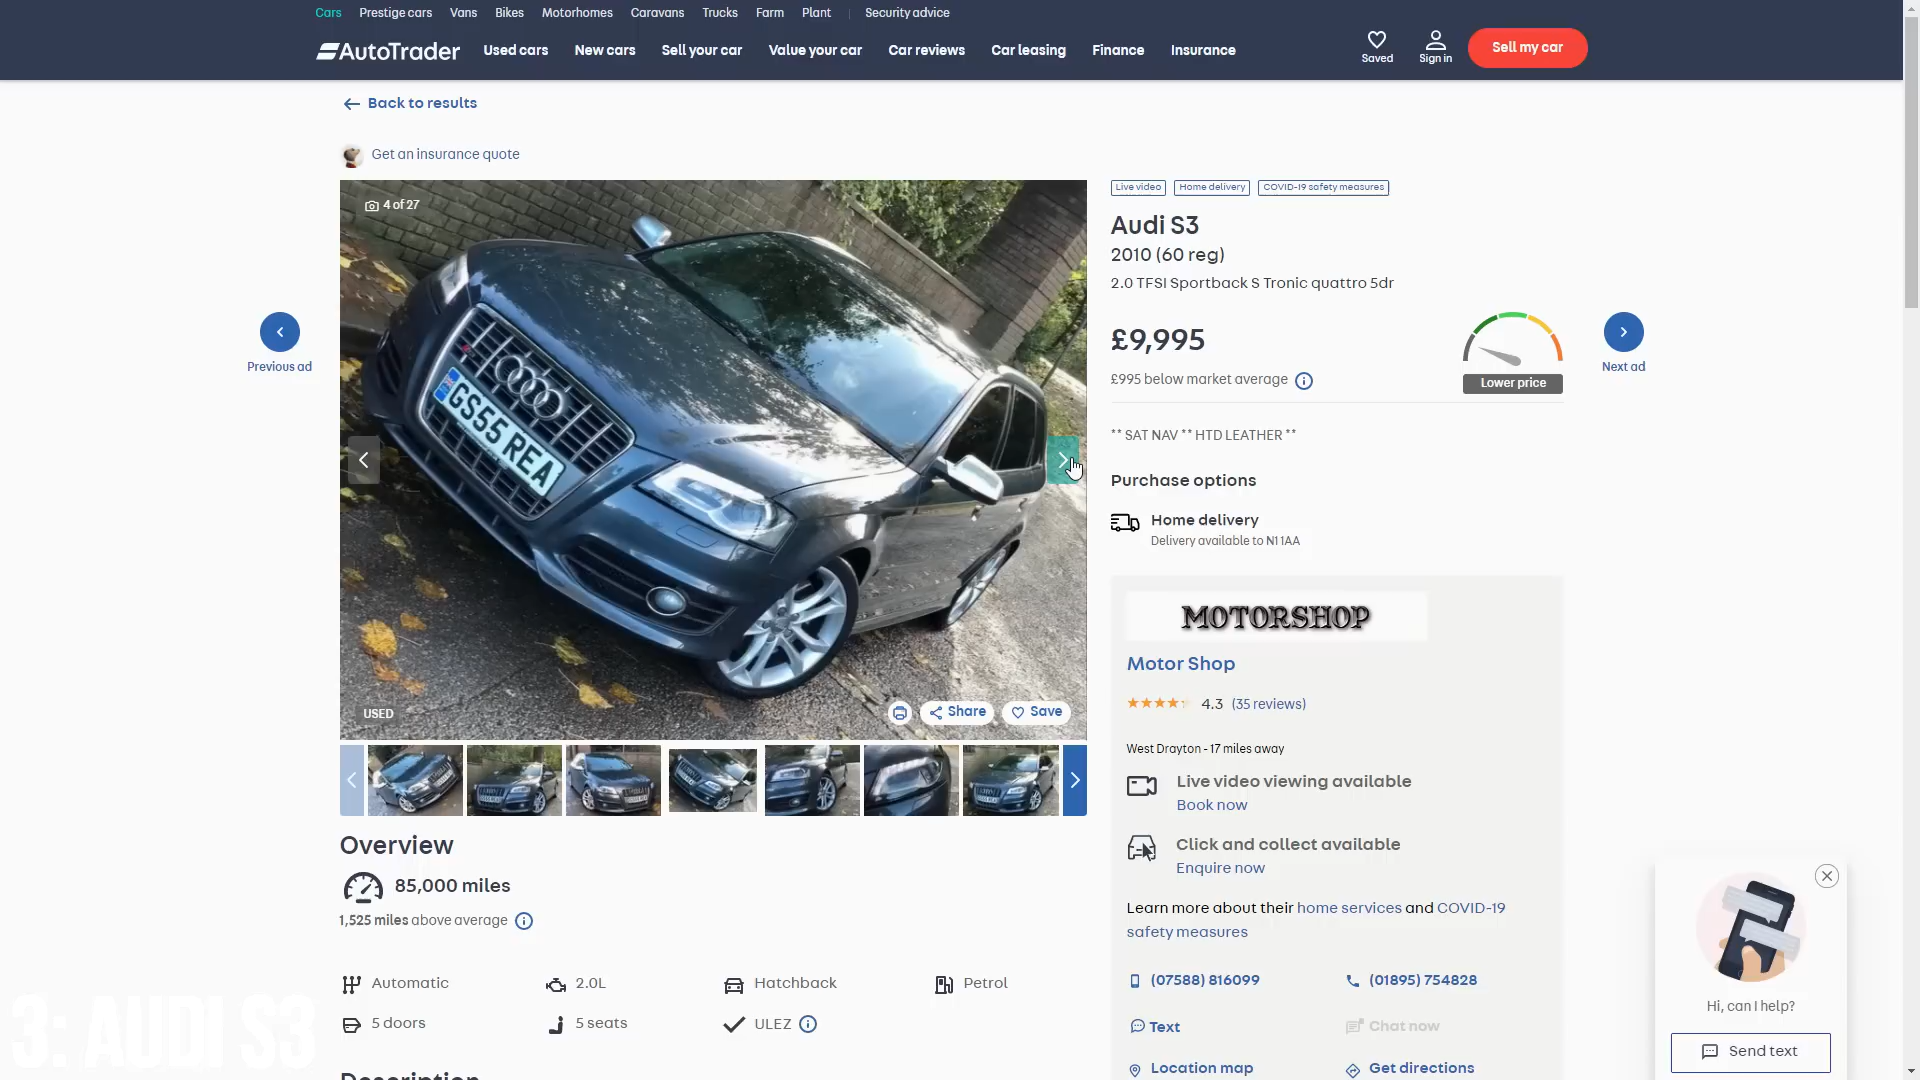 Cars Prestige cars Vans Bikes Motorhomes Caravans Trucks Farm Plant Security advice
AutoTrader Used cars New cars Sell your car Value your car Car reviews Car leasing Finance Insurance Saved Sign in Sell my car
Back to results
Get an insurance quote
4 of 27
GS55 REA
USED
Share
Save
Previous ad
Live video Home delivery COVID-19 safety measures
Audi S3
2010 (60 reg)
2.0 TFSI Sportback S Tronic quattro 5dr
£9,995
£995 below market average
Lower price
Next ad
** SAT NAV ** HTD LEATHER **
Purchase options
Home delivery
Delivery available to N1 1AA
MOTORSHOP
Motor Shop
4.3 (35 reviews)
West Drayton - 17 miles away
Live video viewing available
Book now
Click and collect available
Enquire now
Learn more about their home services and COVID-19
safety measures
(07588) 816099 (01895) 754828
Text Chat now
Location map Get directions
Overview
85,000 miles
1,525 miles above average
Automatic 2.0L Hatchback Petrol
5 doors 5 seats ULEZ
Description
3: AUDI S3
Hi, can I help?
Send text